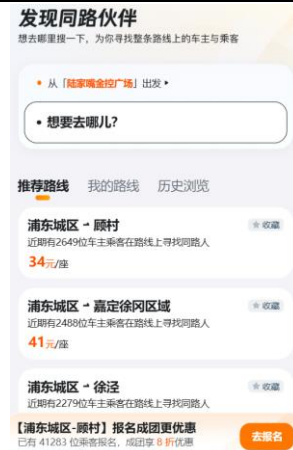 发现同路伙伴
想去哪里搜一下，为你寻找整条路线上的车主与乘客
从「陆家嘴金控广场」出发
想要去哪儿？
推荐路线 我的路线 历史浏览
浦东城区 - 顾村 ★ 收藏
近期有2649位车主乘客在路线上寻找同路人
34元/座
浦东城区 - 嘉定徐冈区域 ★ 收藏
近期有2488位车主乘客在路线上寻找同路人
41元/座
浦东城区 - 徐泾 ★ 收藏
近期有2279位车主乘客在路线上寻找同路人
【浦东城区-顾村】报名成团更优惠
已有 41283 位乘客报名，成团享 8 折优惠
去报名